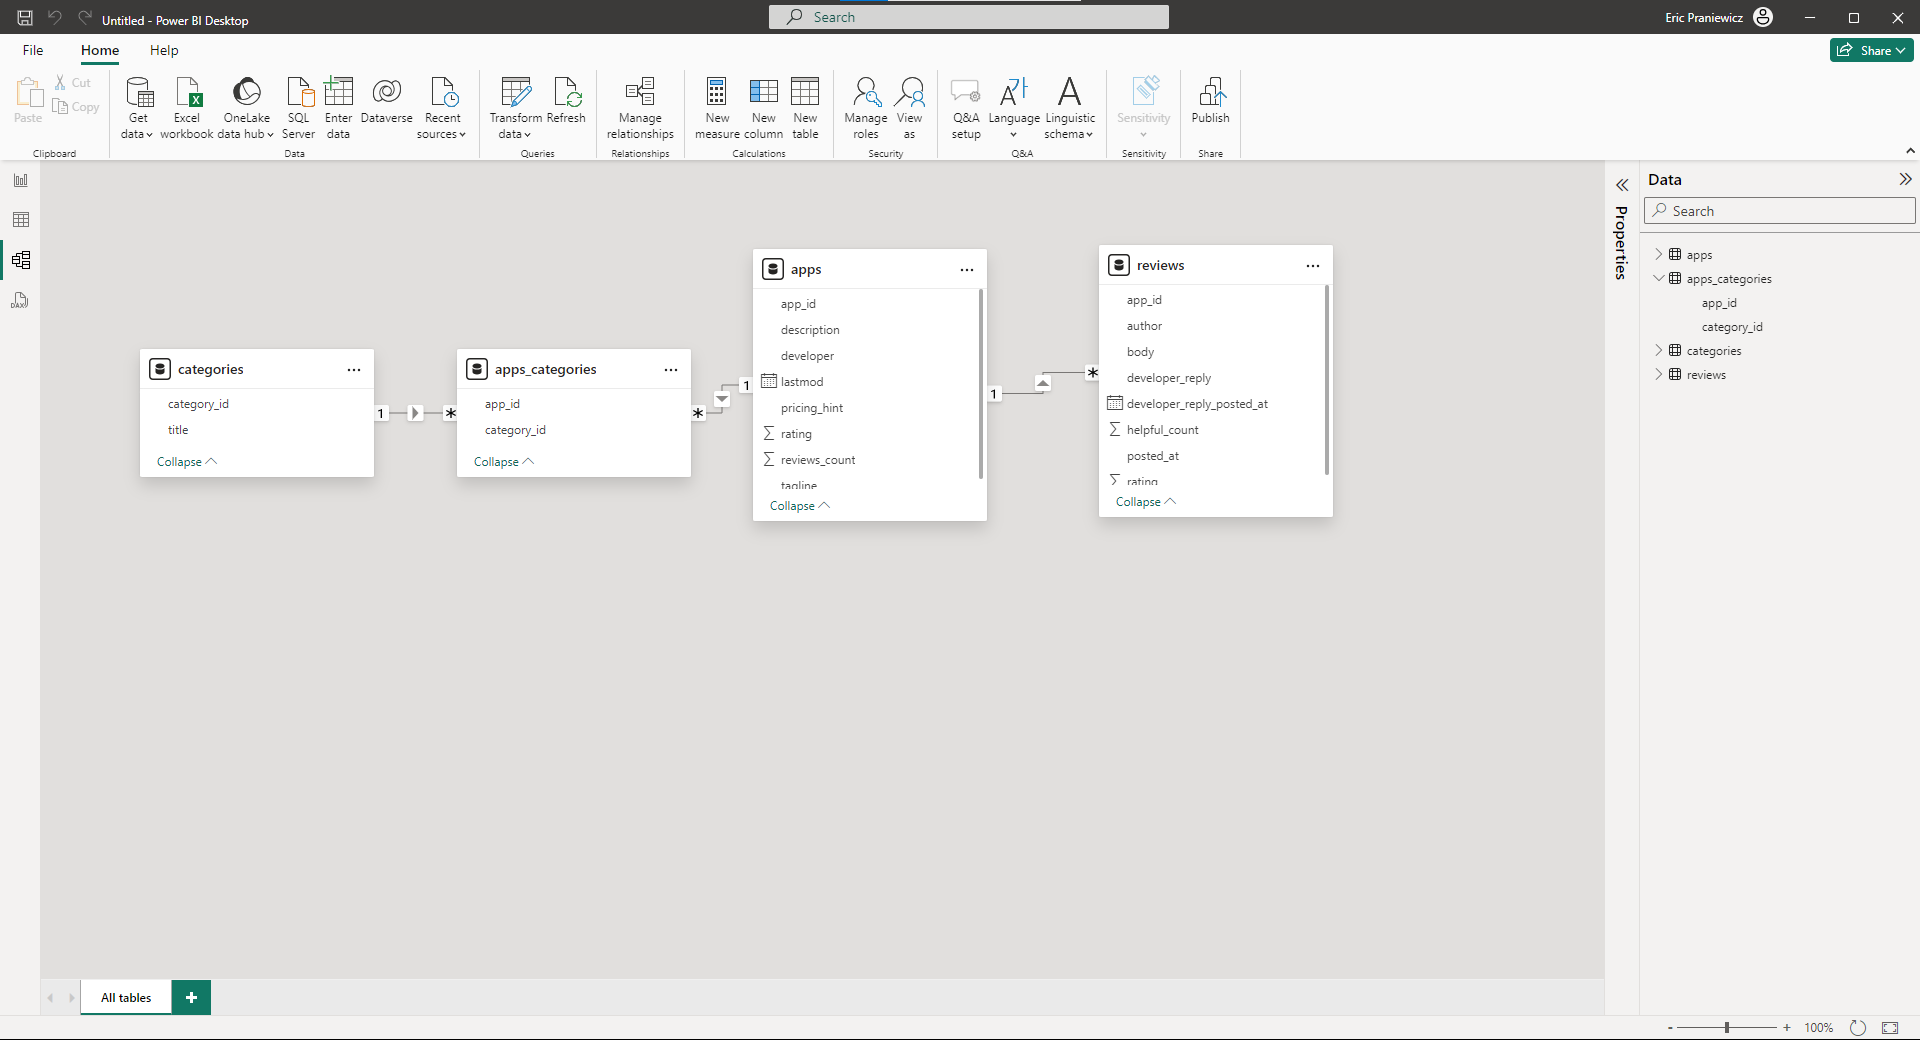 Untitled - Power BI Desktop
Search
Eric Praniewicz
File
Home
Help
Share
Paste
Cut
Copy
Clipboard
Get data
Excel workbook
OneLake data hub
SQL Server
Enter data
Dataverse
Recent sources
Data
Transform data
Refresh
Queries
Manage relationships
Relationships
New measure
New column
New table
Calculations
Manage roles
View as
Security
Q&A setup
Language
Linguistic schema
Q&A
Sensitivity
Sensitivity
Publish
Share
DAX
categories
category_id
title
Collapse
1
*
apps_categories
app_id
category_id
Collapse
*
1
apps
app_id
description
developer
lastmod
pricing_hint
rating
reviews_count
tagline
Collapse
1
*
reviews
app_id
author
body
developer_reply
developer_reply_posted_at
helpful_count
posted_at
rating
Collapse
Properties
Data
Search
apps
apps_categories
app_id
category_id
categories
reviews
All tables
+
- + 100%